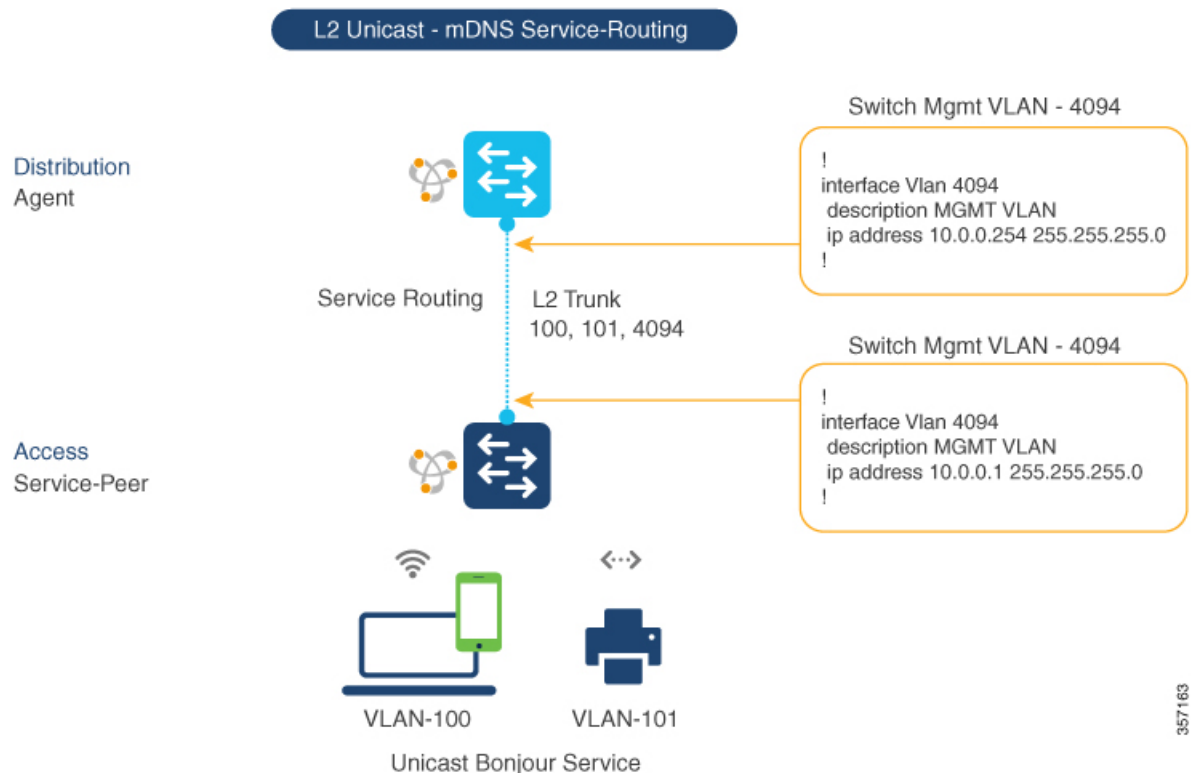 L2 Unicast - mDNS Service-Routing
Distribution
Agent
Switch Mgmt VLAN - 4094
!
interface Vlan 4094
description MGMT VLAN
ip address 10.0.0.254 255.255.255.0
!
Service Routing
L2 Trunk
100, 101, 4094
Access
Service-Peer
Switch Mgmt VLAN - 4094
!
interface Vlan 4094
description MGMT VLAN
ip address 10.0.0.1 255.255.255.0
!
VLAN-100
VLAN-101
Unicast Bonjour Service
357163